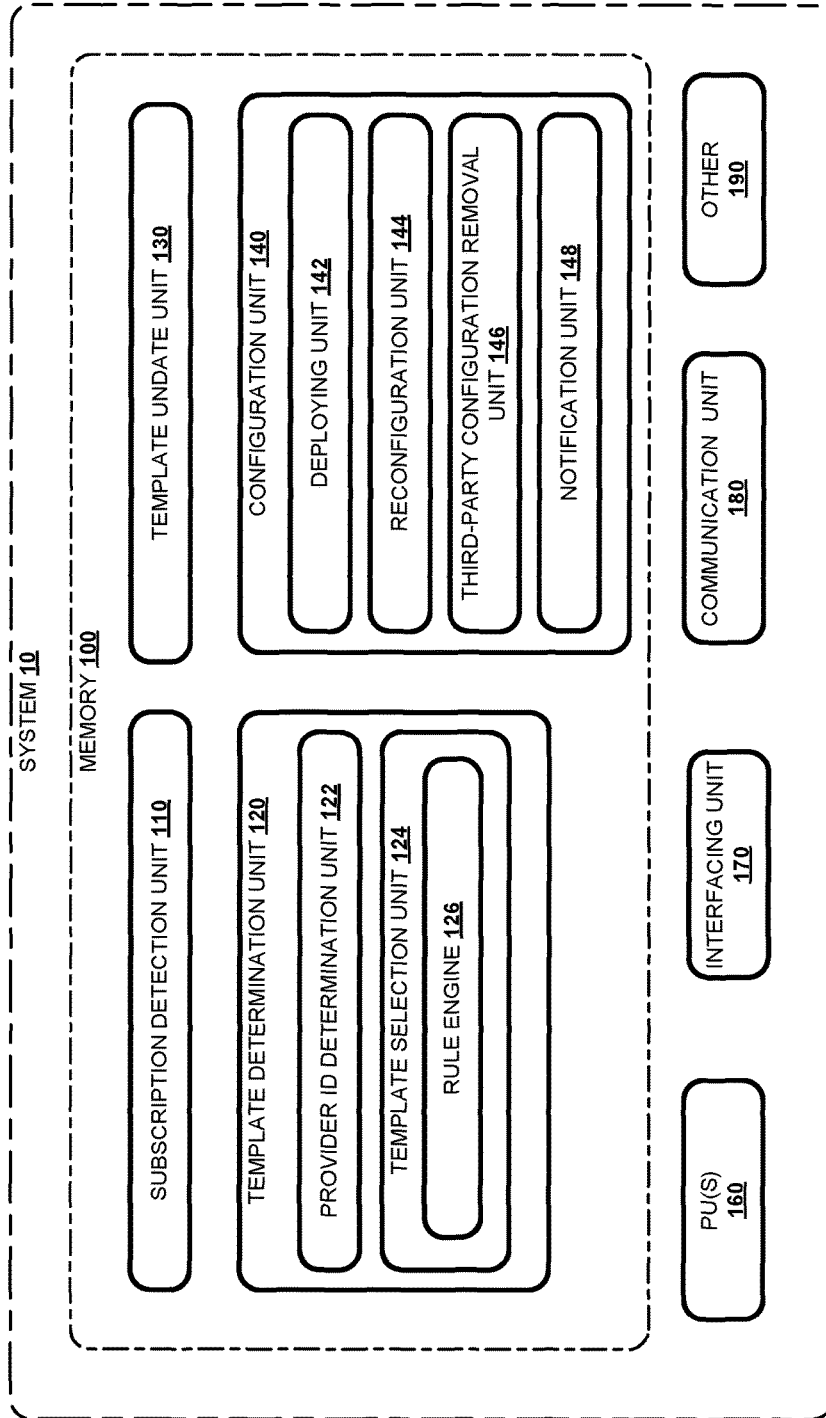 SYSTEM 10
MEMORY 100
SUBSCRIPTION DETECTION UNIT 110
TEMPLATE DETERMINATION UNIT 120
PROVIDER ID DETERMINATION UNIT 122
TEMPLATE SELECTION UNIT 124
RULE ENGINE 126
TEMPLATE UNDATE UNIT 130
CONFIGURATION UNIT 140
DEPLOYING UNIT 142
RECONFIGURATION UNIT 144
THIRD-PARTY CONFIGURATION REMOVAL
UNIT 146
NOTIFICATION UNIT 148
PU(S)
160
INTERFACING UNIT
170
COMMUNICATION UNIT
180
OTHER
190